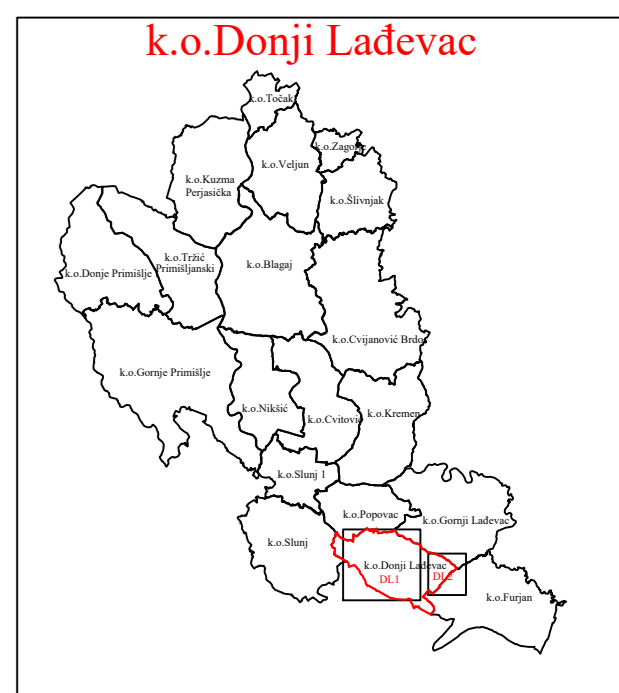 k.o.Donji Lađevac
k.o.Točak
k.o.Zagorje
k.o.Veljun
k.o.Kuzma
Perjasička
k.o.Šlivnjak
k.o.Tržić
Primišljanski
k.o.Donje Primišlje
k.o.Blagaj
k.o.Cvijanović Brdo
k.o.Gornje Primišlje
k.o.Nikšić
k.o.Cvitović
k.o.Kremen
k.o.Slunj 1
k.o.Popovac
k.o.Gornji Lađevac
k.o.Slunj
k.o.Donji Lađevac
DL1
DL2
k.o.Furjan